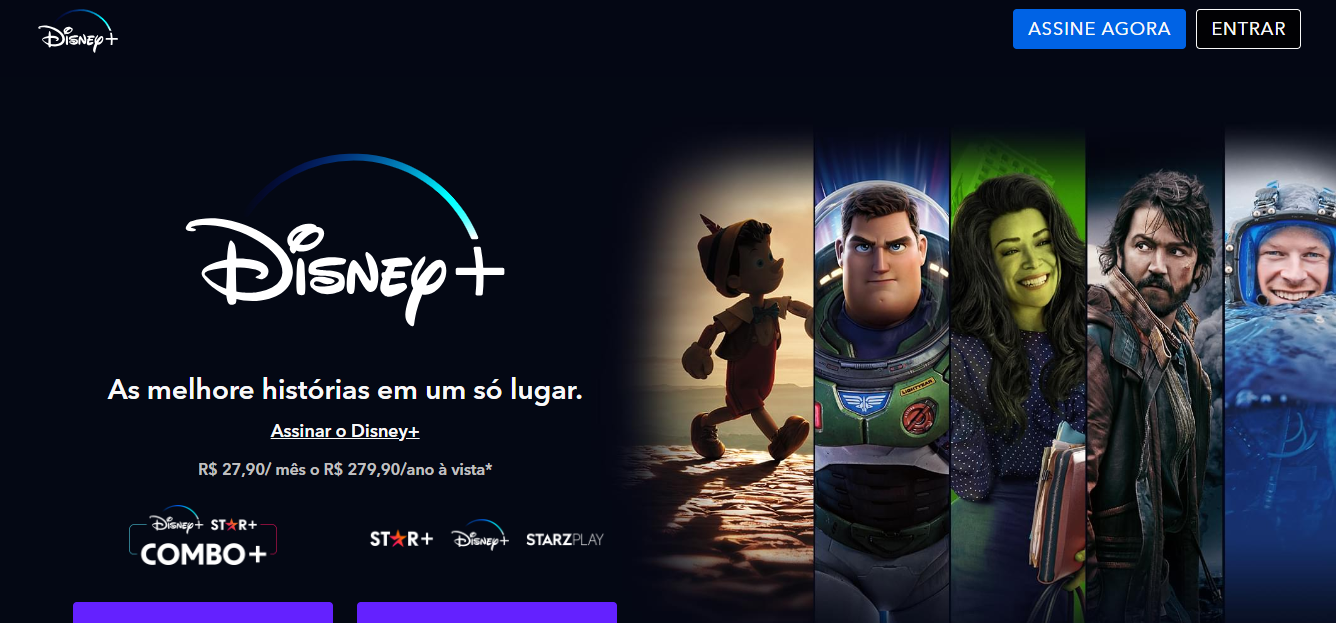 Disney+
ASSINE AGORA
ENTRAR
Disney+
As melhore histórias em um só lugar.
Assinar o Disney+
R$ 27,90/ mês o R$ 279,90/ano à vista*
Disney+ STAR+
COMBO+
STAR+ Disney+ STARZPLAY
LIGHTYEAR